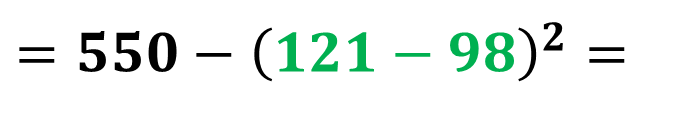 = 550 − (121 − 98)² =